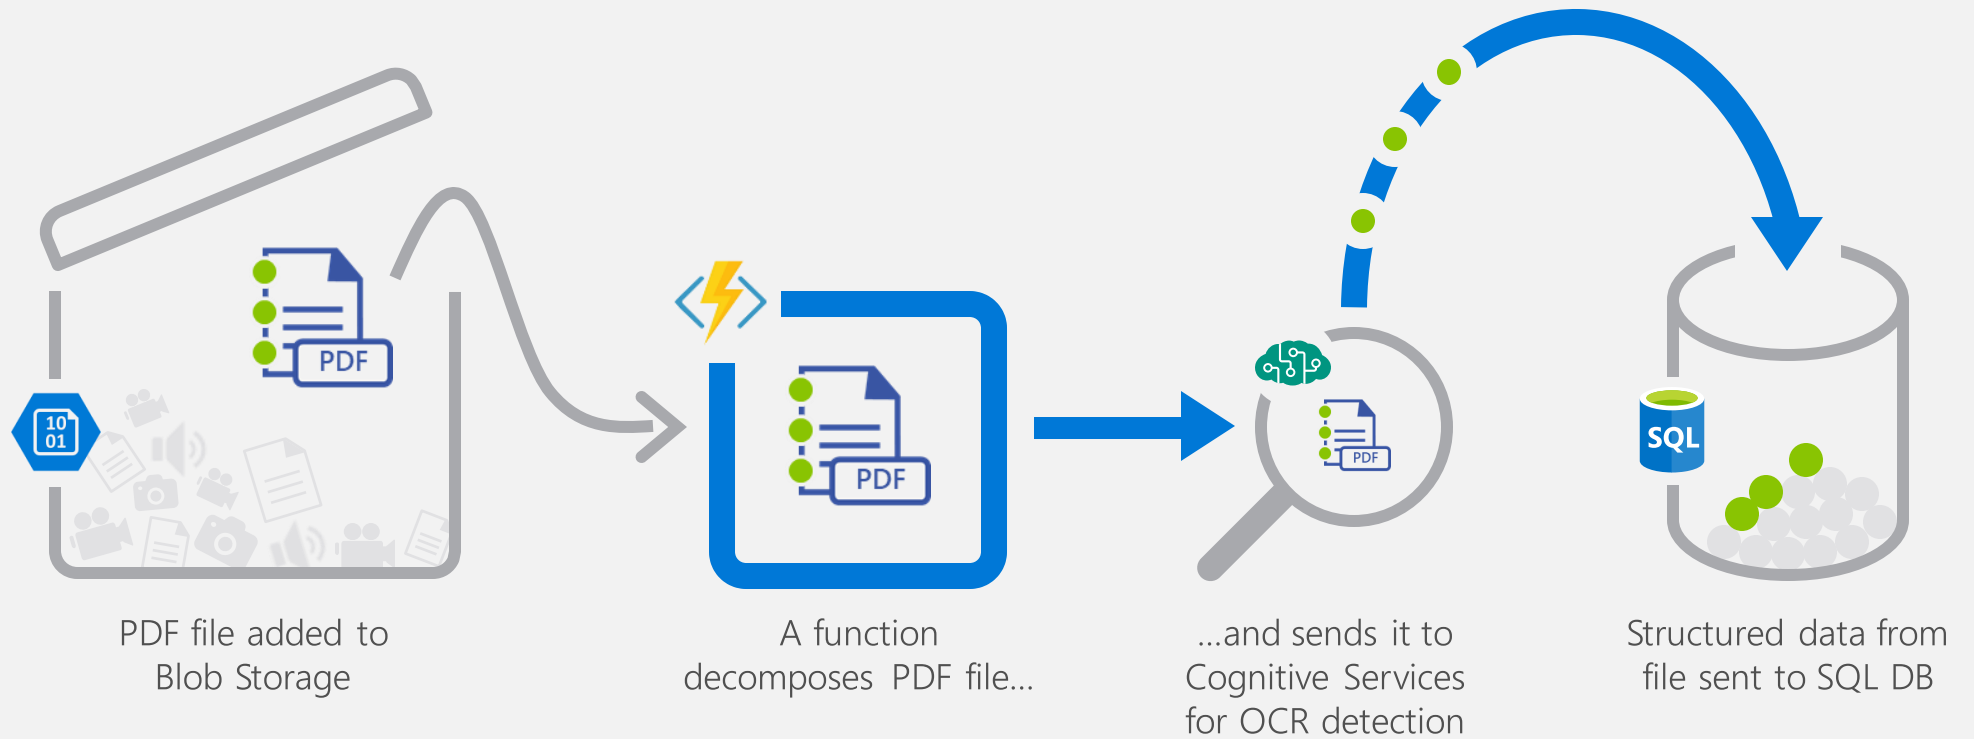 PDF
10
01
PDF file added to
Blob Storage
PDF
A function
decomposes PDF file...
PDF
...and sends it to
Cognitive Services
for OCR detection
SQL
Structured data from
file sent to SQL DB